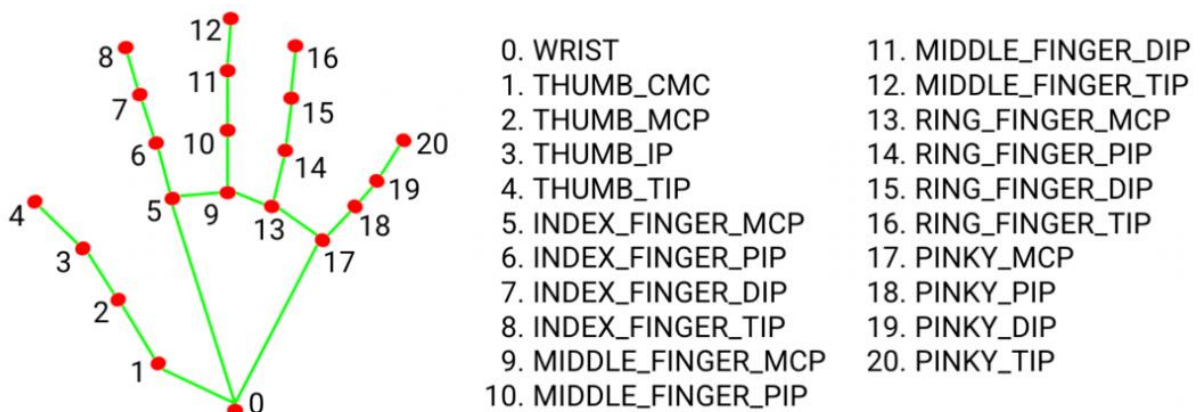 12
8
16
11
7
15
10
6
14
20
19
4
5
9
13
18
3
17
2
1
0
0. WRIST
1. THUMB_CMC
2. THUMB_MCP
3. THUMB_IP
4. THUMB_TIP
5. INDEX_FINGER_MCP
6. INDEX_FINGER_PIP
7. INDEX_FINGER_DIP
8. INDEX_FINGER_TIP
9. MIDDLE_FINGER_MCP
10. MIDDLE_FINGER_PIP
11. MIDDLE_FINGER_DIP
12. MIDDLE_FINGER_TIP
13. RING_FINGER_MCP
14. RING_FINGER_PIP
15. RING_FINGER_DIP
16. RING_FINGER_TIP
17. PINKY_MCP
18. PINKY_PIP
19. PINKY_DIP
20. PINKY_TIP